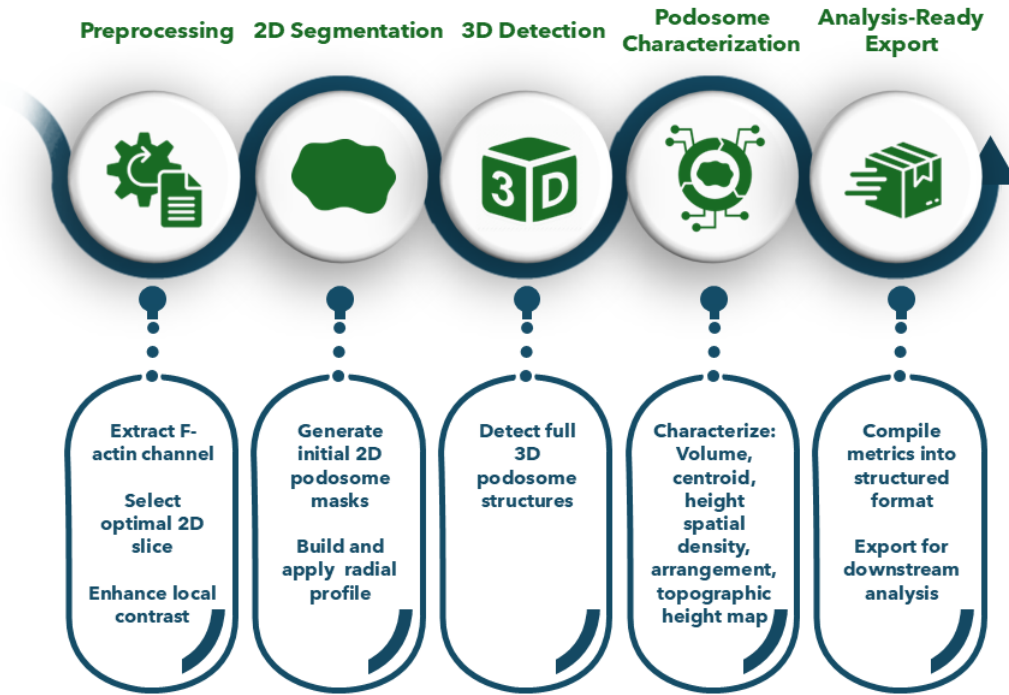 Preprocessing
2D Segmentation
3D Detection
Podosome
Characterization
Analysis-Ready
Export
3D
Extract F-
actin channel
Select
optimal 2D
slice
Enhance local
contrast
Generate
initial 2D
podosome
masks
Build and
apply radial
profile
Detect full
3D
podosome
structures
Characterize:
Volume,
centroid,
height
spatial
density,
arrangement,
topographic
height map
Compile
metrics into
structured
format
Export for
downstream
analysis